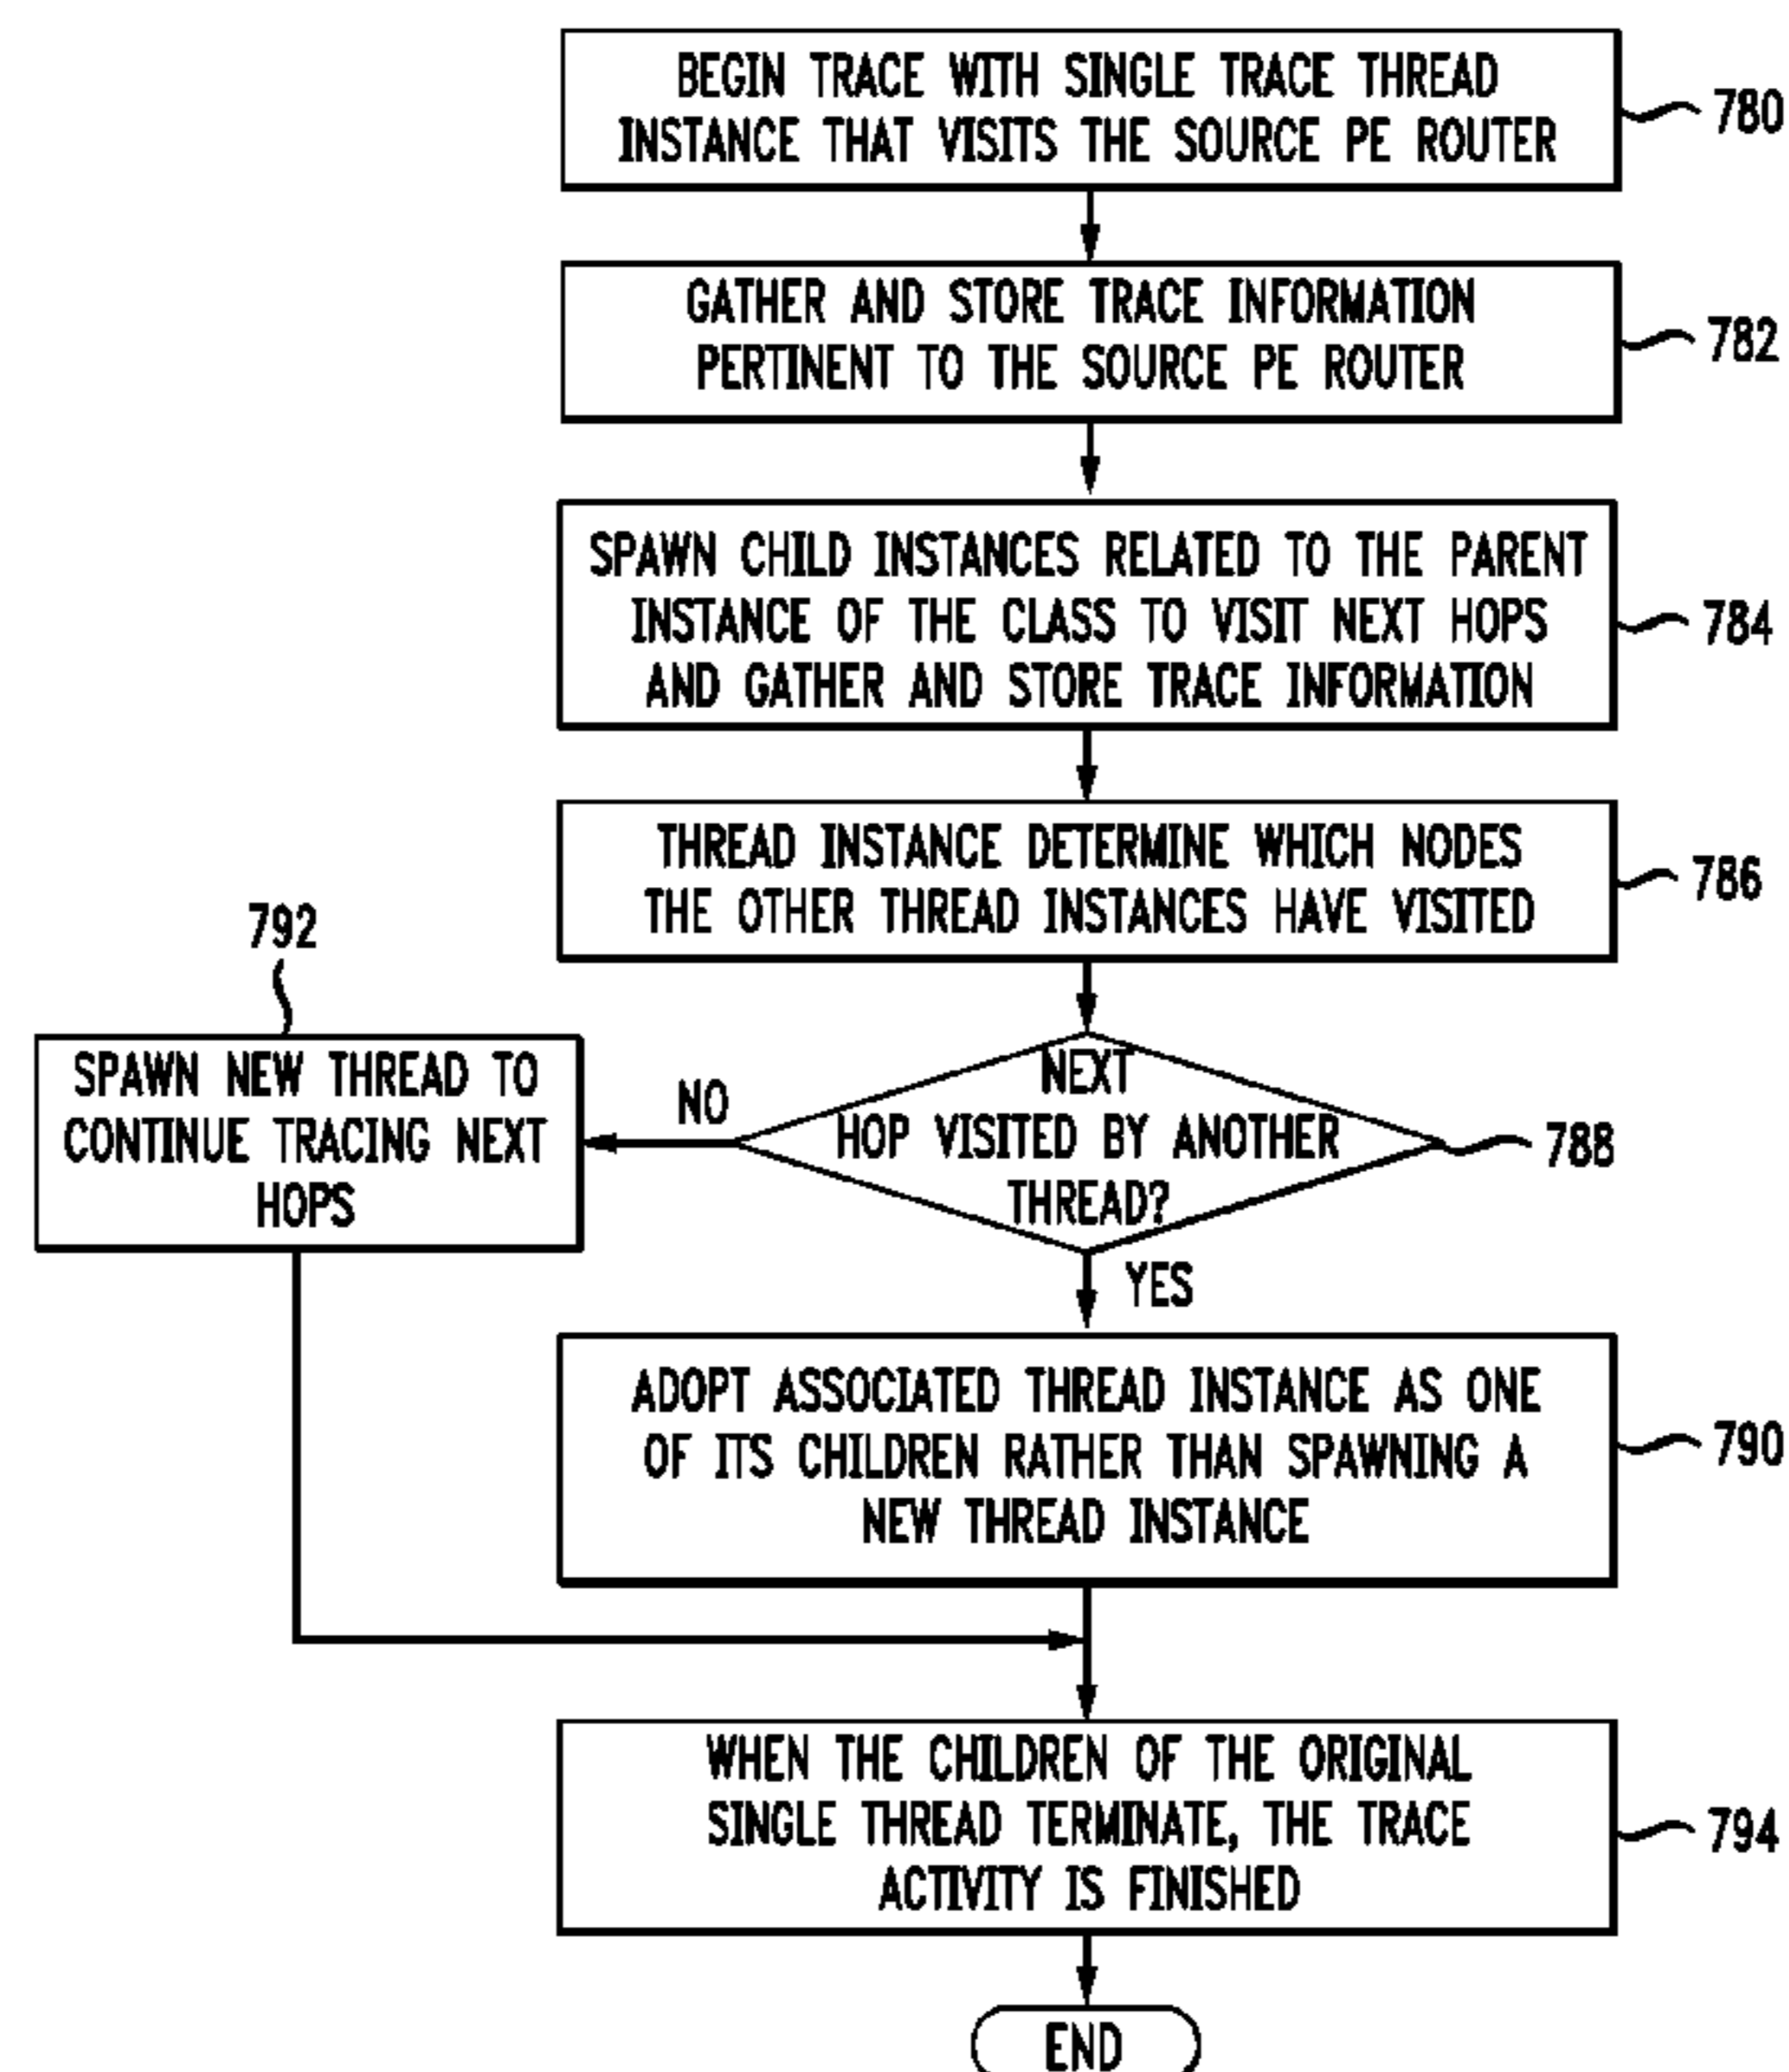 BEGIN TRACE WITH SINGLE TRACE THREAD
INSTANCE THAT VISITS THE SOURCE PE ROUTER
780
GATHER AND STORE TRACE INFORMATION
PERTINENT TO THE SOURCE PE ROUTER
782
SPAWN CHILD INSTANCES RELATED TO THE PARENT
INSTANCE OF THE CLASS TO VISIT NEXT HOPS
AND GATHER AND STORE TRACE INFORMATION
784
THREAD INSTANCE DETERMINE WHICH NODES
THE OTHER THREAD INSTANCES HAVE VISITED
786
792
SPAWN NEW THREAD TO
CONTINUE TRACING NEXT
HOPS
NO
NEXT
HOP VISITED BY ANOTHER
THREAD?
788
YES
ADOPT ASSOCIATED THREAD INSTANCE AS ONE
OF ITS CHILDREN RATHER THAN SPAWNING A
NEW THREAD INSTANCE
790
WHEN THE CHILDREN OF THE ORIGINAL
SINGLE THREAD TERMINATE, THE TRACE
ACTIVITY IS FINISHED
794
END